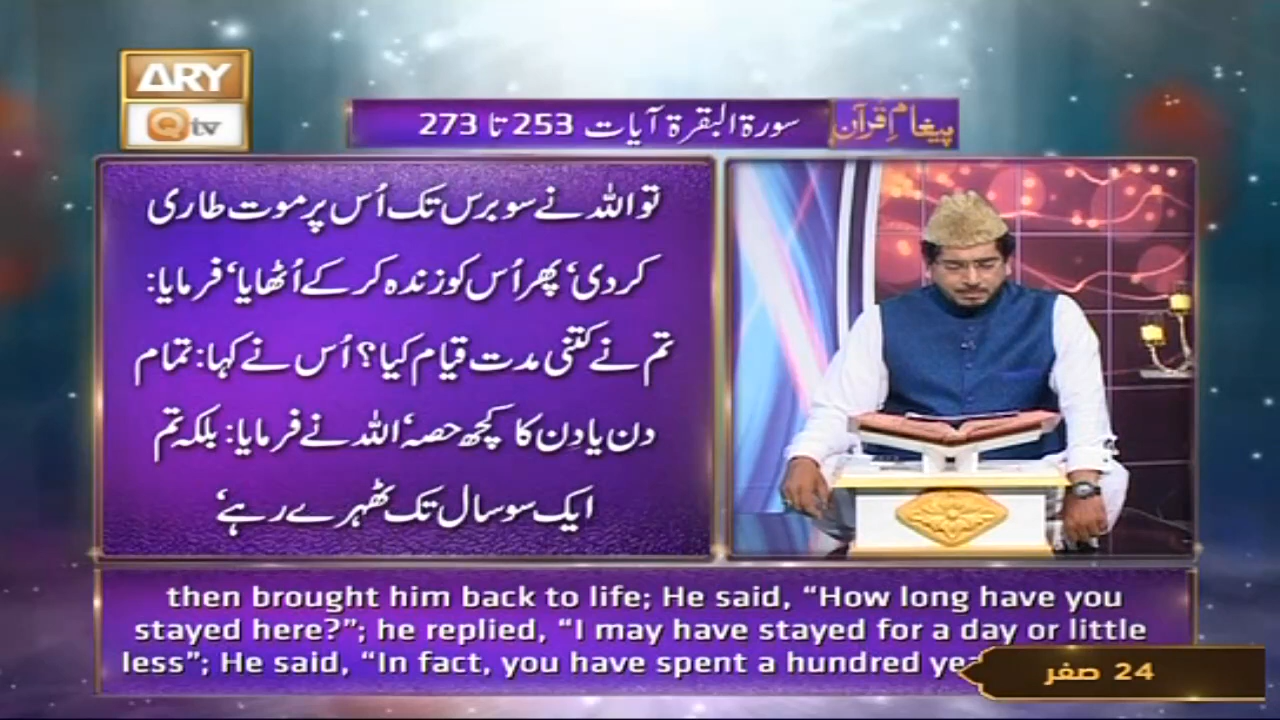 ARY
Qtv
پیغامِ قرآن
سورۃ البقرۃ آیات 253 تا 273
تو اللہ نے سو برس تک اُس پر موت طاری
کر دی‘ پھر اُس کو زندہ کر کے اُٹھایا‘ فرمایا:
تم نے کتنی مدت قیام کیا؟ اُس نے کہا: تمام
دن یا دِن کا کچھ حصہ‘ اللہ نے فرمایا: بلکہ تم
ایک سو سال تک ٹھہرے رہے‘
then brought him back to life; He said, “How long have you
stayed here?”; he replied, “I may have stayed for a day or little
less”; He said, “In fact, you have spent a hundred
24 صفر